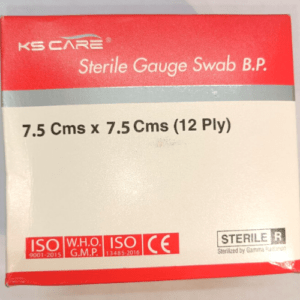 KS CARE®
Sterile Gauge Swab B.P.
7.5 Cms x 7.5 Cms (12 Ply)
ISO 9001-2015 W.H.O. G.M.P. ISO 13485-2016 CE
STERILE R
Sterilized by Gamma